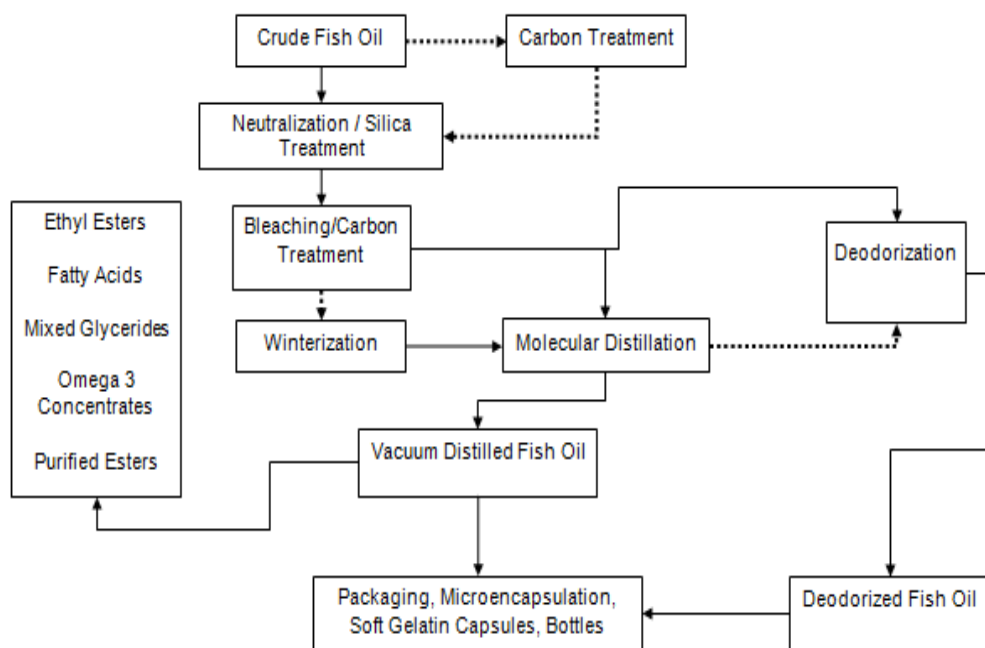 Crude Fish Oil
Carbon Treatment
Neutralization / Silica
Treatment
Ethyl Esters
Fatty Acids
Mixed Glycerides
Omega 3
Concentrates
Purified Esters
Bleaching/Carbon
Treatment
Deodorization
Winterization
Molecular Distillation
Vacuum Distilled Fish Oil
Packaging, Microencapsulation,
Soft Gelatin Capsules, Bottles
Deodorized Fish Oil